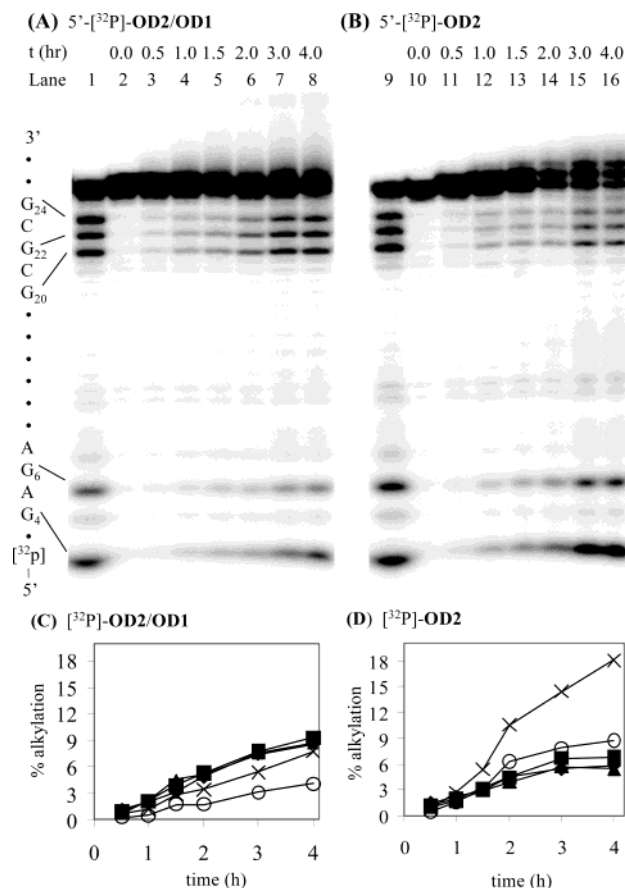 (A) 5’-[³²P]-OD2/OD1 (B) 5’-[³²P]-OD2
t (hr) 0.0 0.5 1.0 1.5 2.0 3.0 4.0 0.0 0.5 1.0 1.5 2.0 3.0 4.0
Lane 1 2 3 4 5 6 7 8 9 10 11 12 13 14 15 16
3’
•
•
G₂₄
C
G₂₂
C
G₂₀
•
•
•
•
•
•
A
G₆
A
G₄
•
[³²p]
5’
(C) [³²P]-OD2/OD1 (D) [³²P]-OD2
18 18
15 15
12 12
9 9
6 6
3 3
0 0
% alkylation % alkylation
0 1 2 3 4 0 1 2 3 4
time (h) time (h)